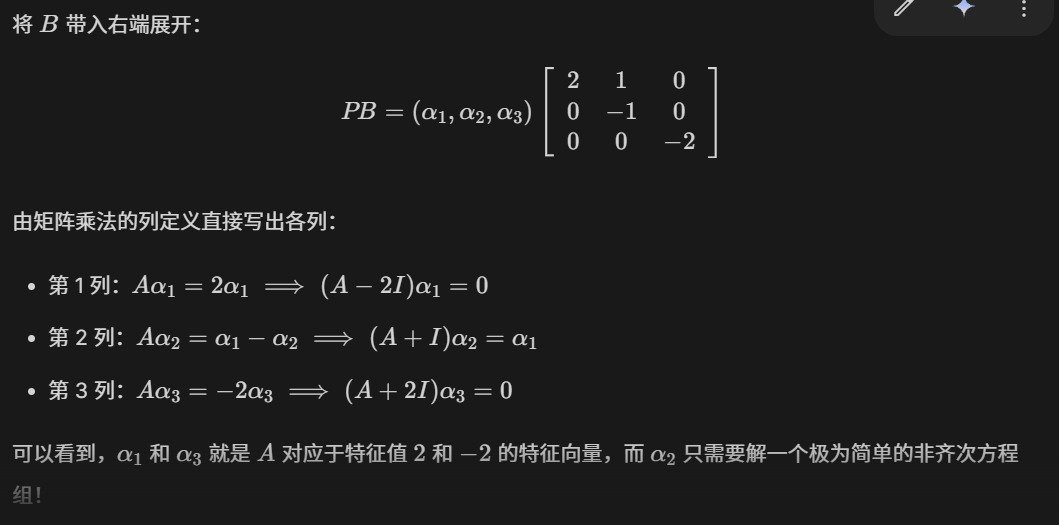 将 B 带入右端展开：
PB = (α₁, α₂, α₃) [ 2 1 0
0 −1 0
0 0 −2 ]
由矩阵乘法的列定义直接写出各列：
• 第 1 列：Aα₁ = 2α₁ ⟹ (A − 2I)α₁ = 0
• 第 2 列：Aα₂ = α₁ − α₂ ⟹ (A + I)α₂ = α₁
• 第 3 列：Aα₃ = −2α₃ ⟹ (A + 2I)α₃ = 0
可以看到，α₁ 和 α₃ 就是 A 对应于特征值 2 和 −2 的特征向量，而 α₂ 只需要解一个极为简单的非齐次方程
组！